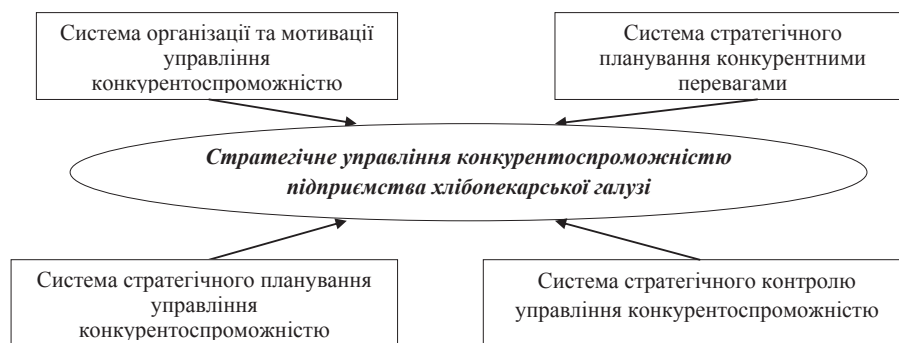 Система організації та мотивації
управління
конкурентоспроможністю
Система стратегічного
планування конкурентними
перевагами
Стратегічне управління конкурентоспроможністю
підприємства хлібопекарської галузі
Система стратегічного планування
управління
конкурентоспроможністю
Система стратегічного контролю
управління конкурентоспроможністю